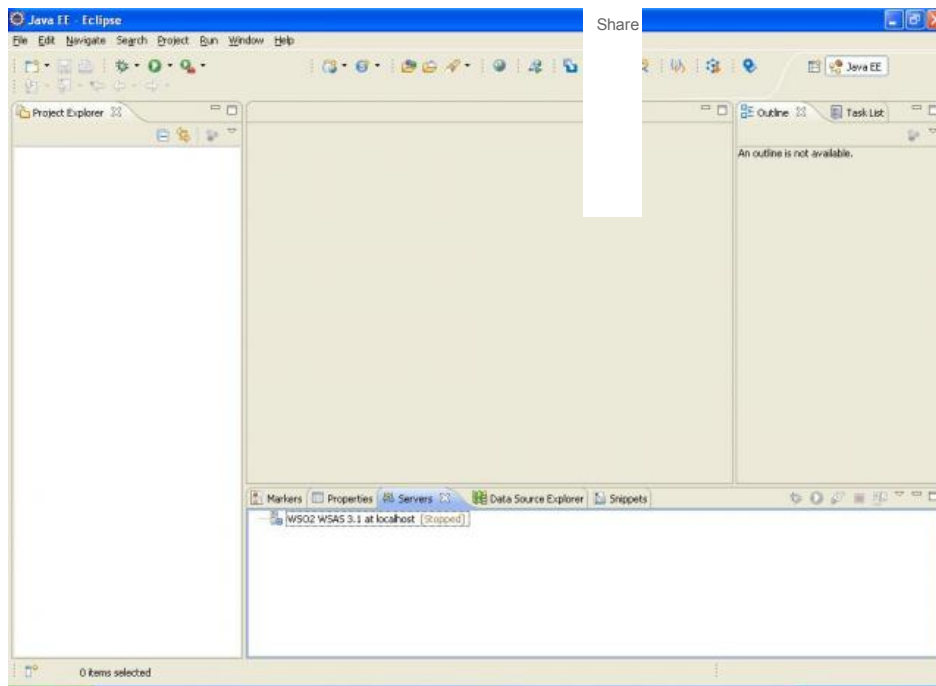 Java EE - Eclipse
Share
File Edit Navigate Search Project Run Window Help
Java EE
Project Explorer
Outline Task List
An outline is not available.
Markers Properties Servers Data Source Explorer Snippets
WSO2 WSAS 3.1 at localhost [Stopped]
0 items selected